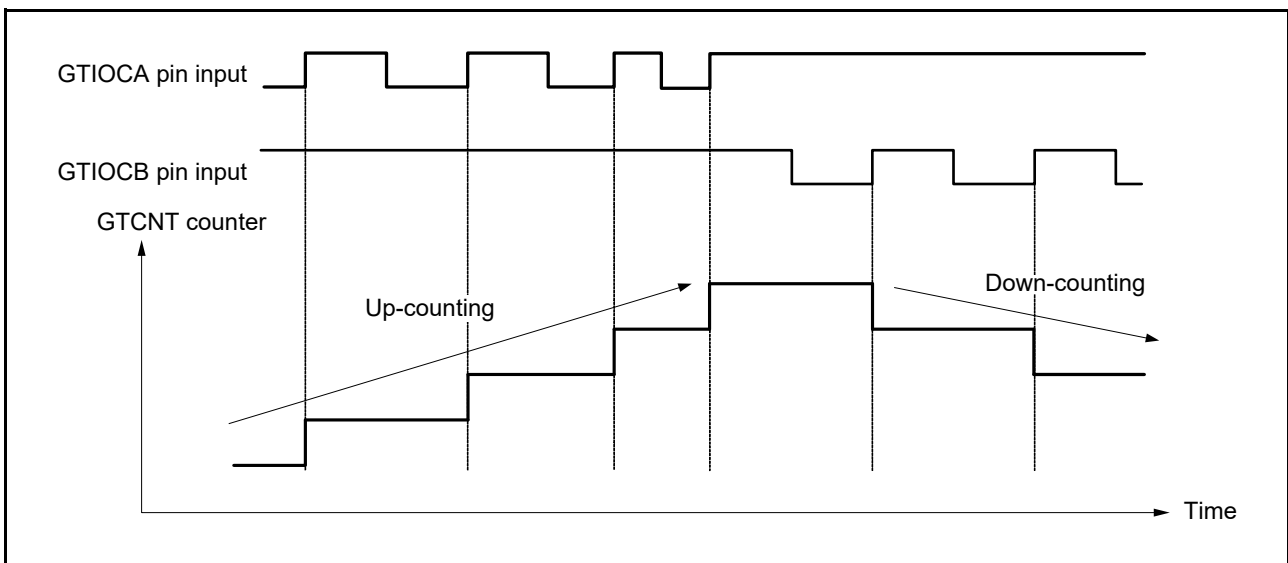 GTIOCA pin input
GTIOCB pin input
GTCNT counter
Up-counting
Down-counting
Time